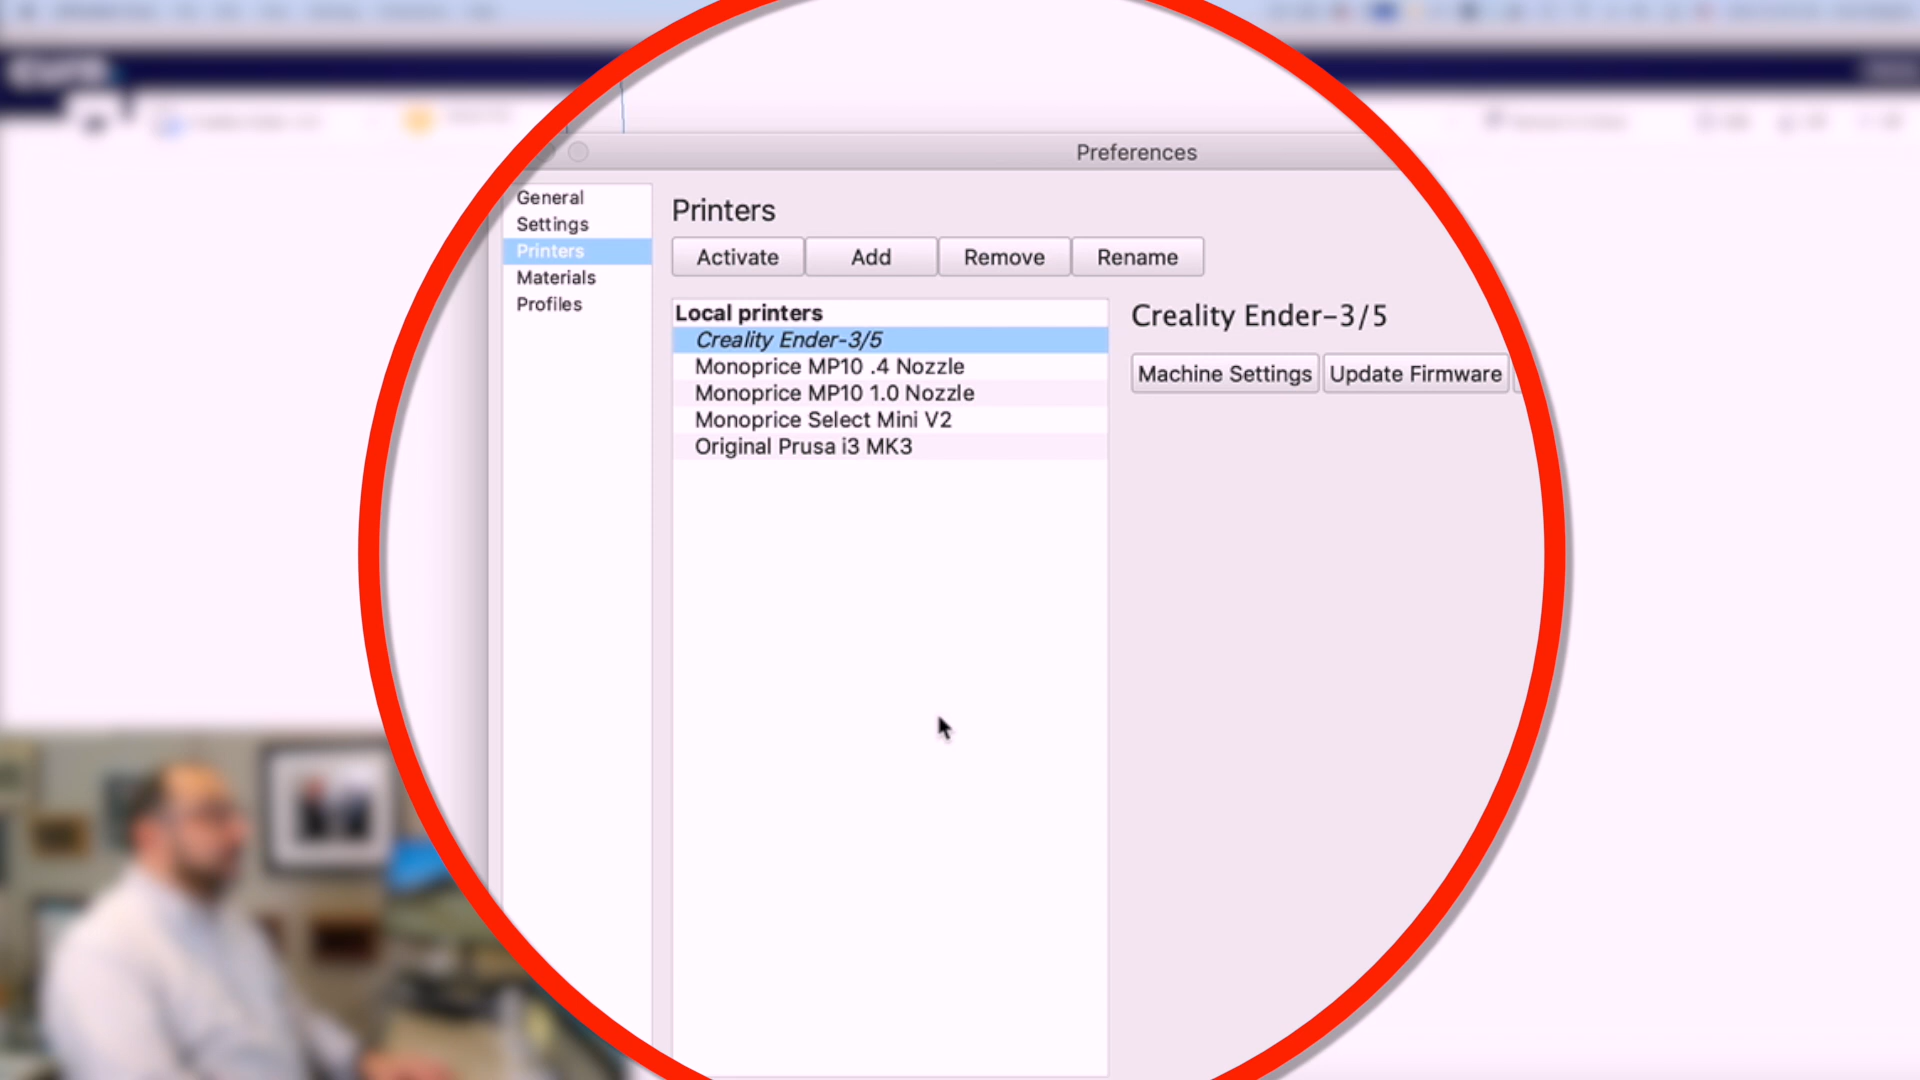 Preferences
General
Settings
Printers
Materials
Profiles
Printers
Activate Add Remove Rename
Local printers
Creality Ender-3/5
Monoprice MP10 .4 Nozzle
Monoprice MP10 1.0 Nozzle
Monoprice Select Mini V2
Original Prusa i3 MK3
Creality Ender-3/5
Machine Settings Update Firmware